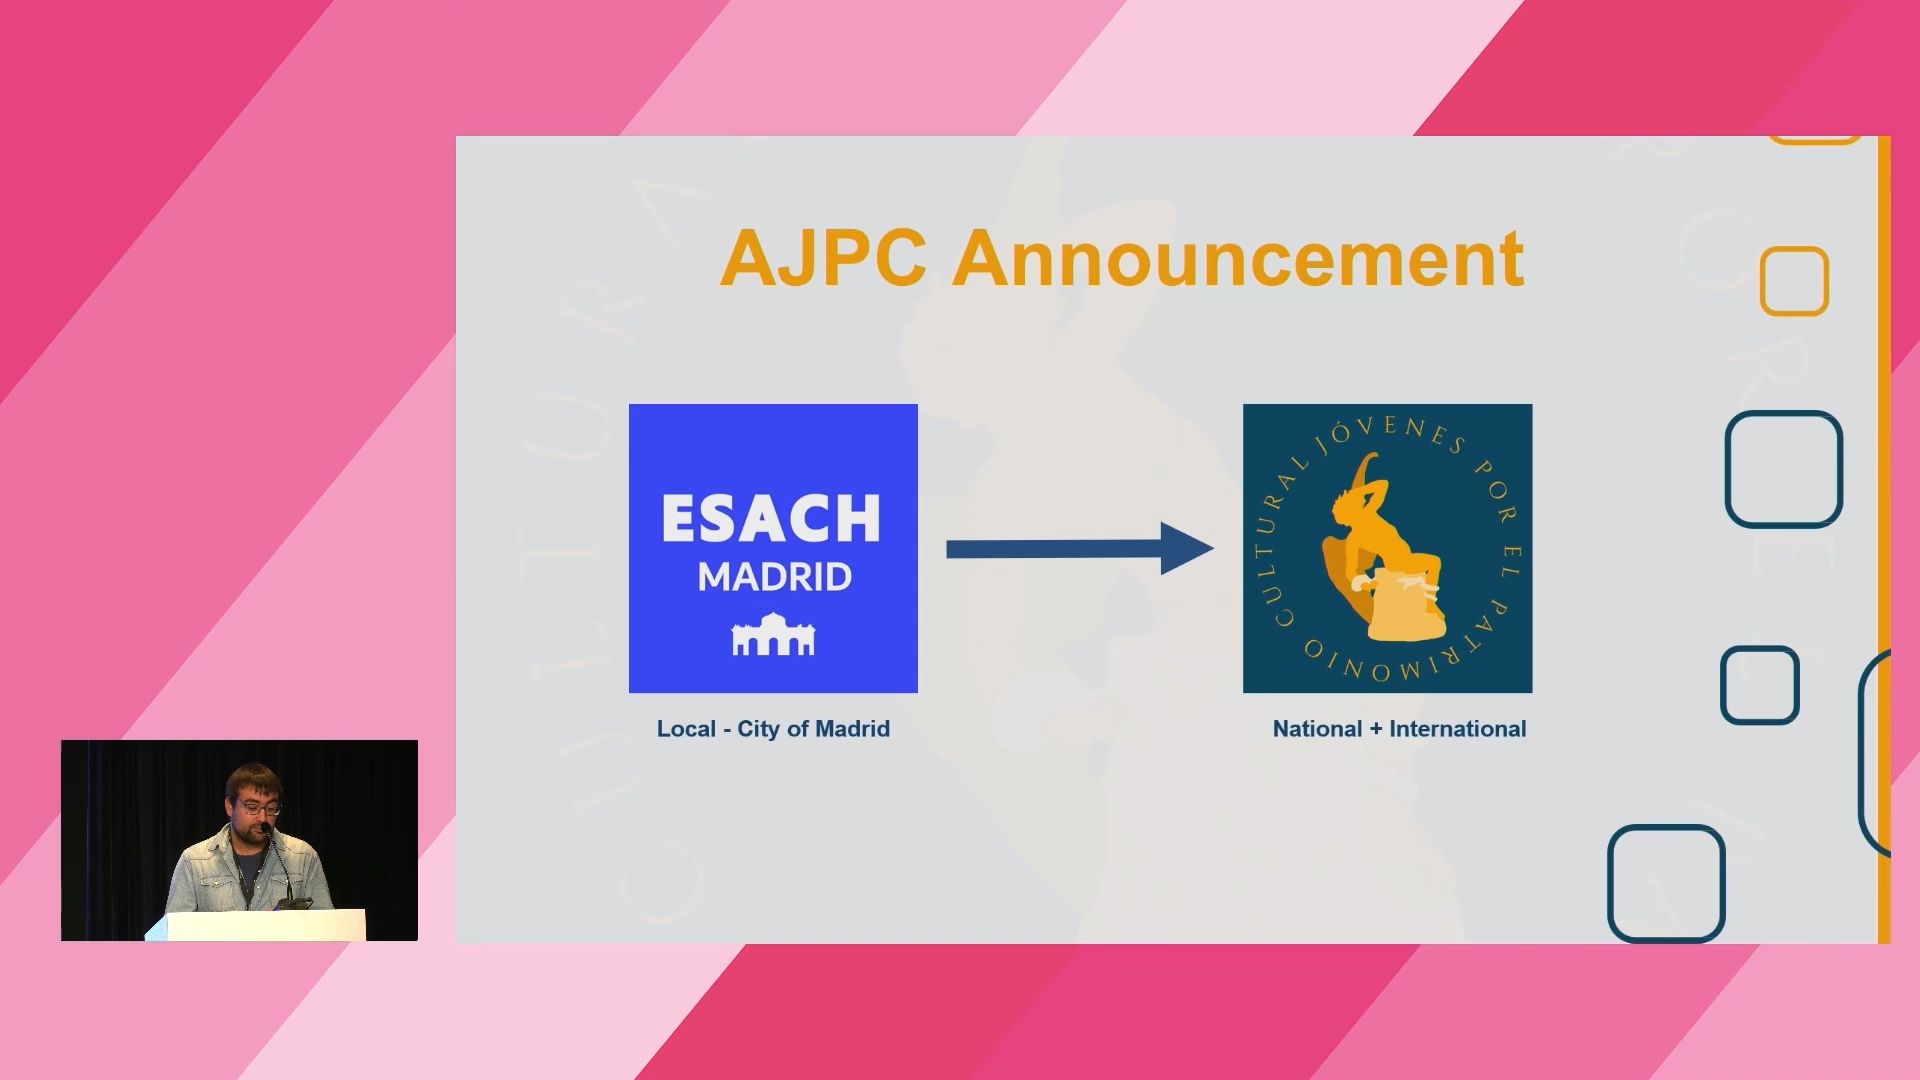 AJPC Announcement
ESACH
MADRID
CULTURAL JÓVENES POR EL PATRIMONIO
Local - City of Madrid
National + International